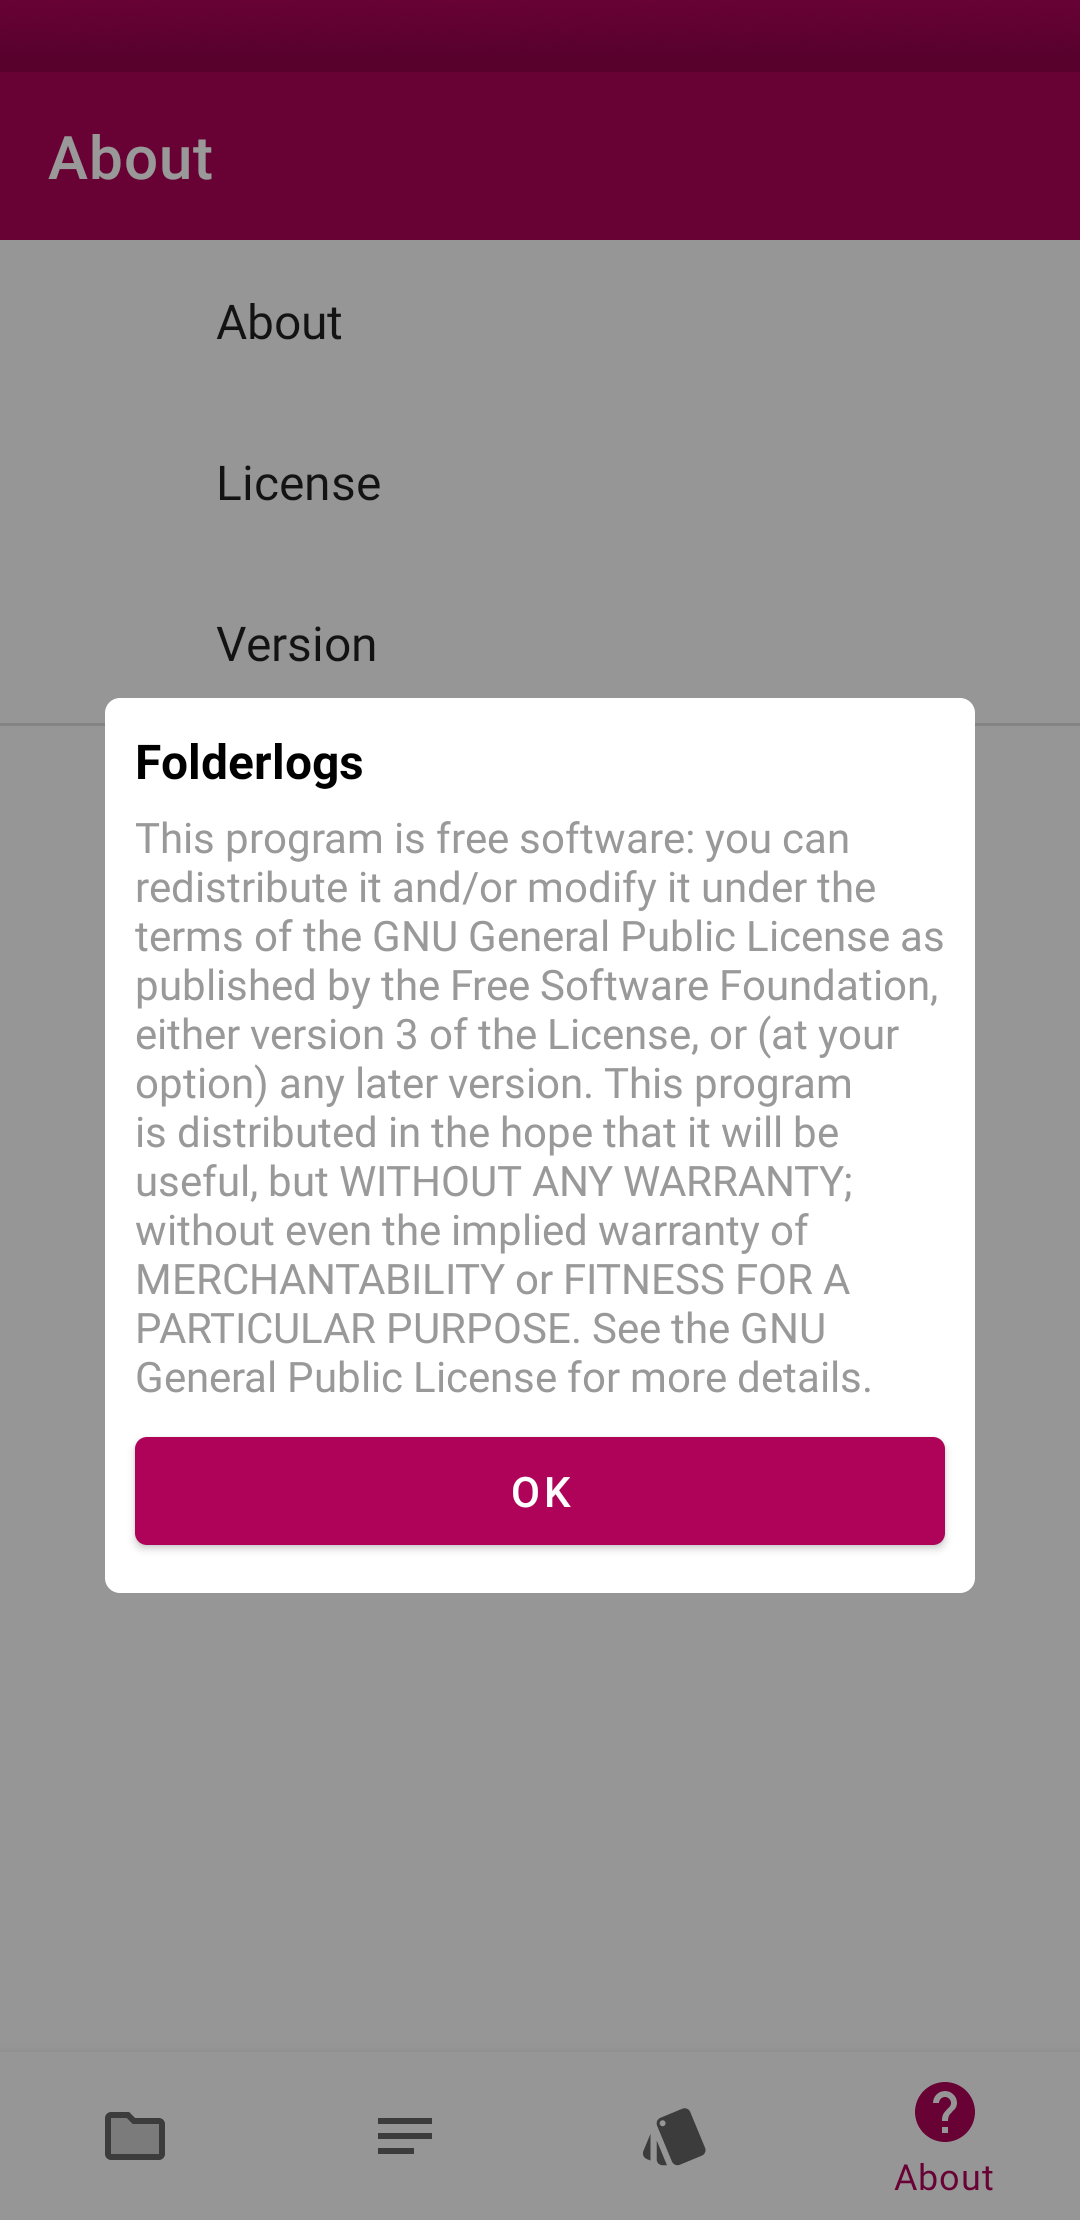 About
About
License
Version
Folderlogs
This program is free software: you can
redistribute it and/or modify it under the
terms of the GNU General Public License as
published by the Free Software Foundation,
either version 3 of the License, or (at your
option) any later version. This program
is distributed in the hope that it will be
useful, but WITHOUT ANY WARRANTY;
without even the implied warranty of
MERCHANTABILITY or FITNESS FOR A
PARTICULAR PURPOSE. See the GNU
General Public License for more details.
OK
About